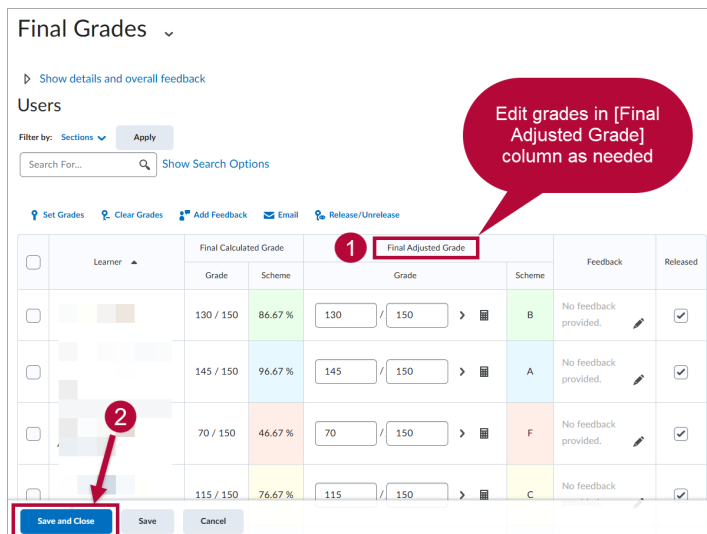 Final Grades
Show details and overall feedback
Users
Edit grades in [Final
Adjusted Grade]
column as needed
Filter by: Sections Apply
Search For... Show Search Options
Set Grades Clear Grades Add Feedback Email Release/Unrelease
1
Learner Final Calculated Grade Final Adjusted Grade Feedback Released
Grade Scheme Grade Scheme
130 / 150 86.67 % 130 / 150 B No feedback
provided.
145 / 150 96.67 % 145 / 150 A No feedback
provided.
2
70 / 150 46.67 % 70 / 150 F No feedback
provided.
115 / 150 76.67 % 115 / 150 C No feedback
Save and Close Save Cancel